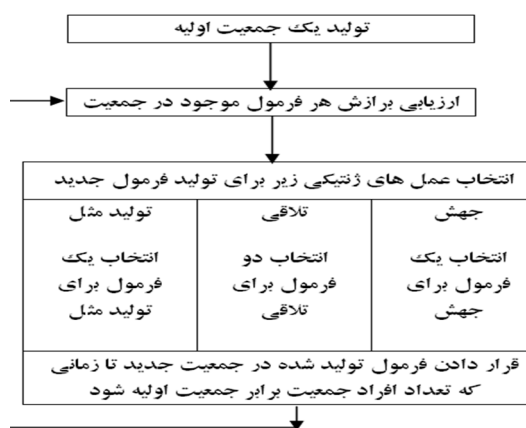 تولید یک جمعیت اولیه
ارزیابی برازش هر فرمول موجود در جمعیت
انتخاب عمل های ژنتیکی زیر برای تولید فرمول جدید
جهش
انتخاب یک
فرمول برای
جهش
تلاقی
انتخاب دو
فرمول برای
تلاقی
تولید مثل
انتخاب یک
فرمول برای
تولید مثل
قرار دادن فرمول تولید شده در جمعیت جدید تا زمانی
که تعداد افراد جمعیت برابر جمعیت اولیه شود